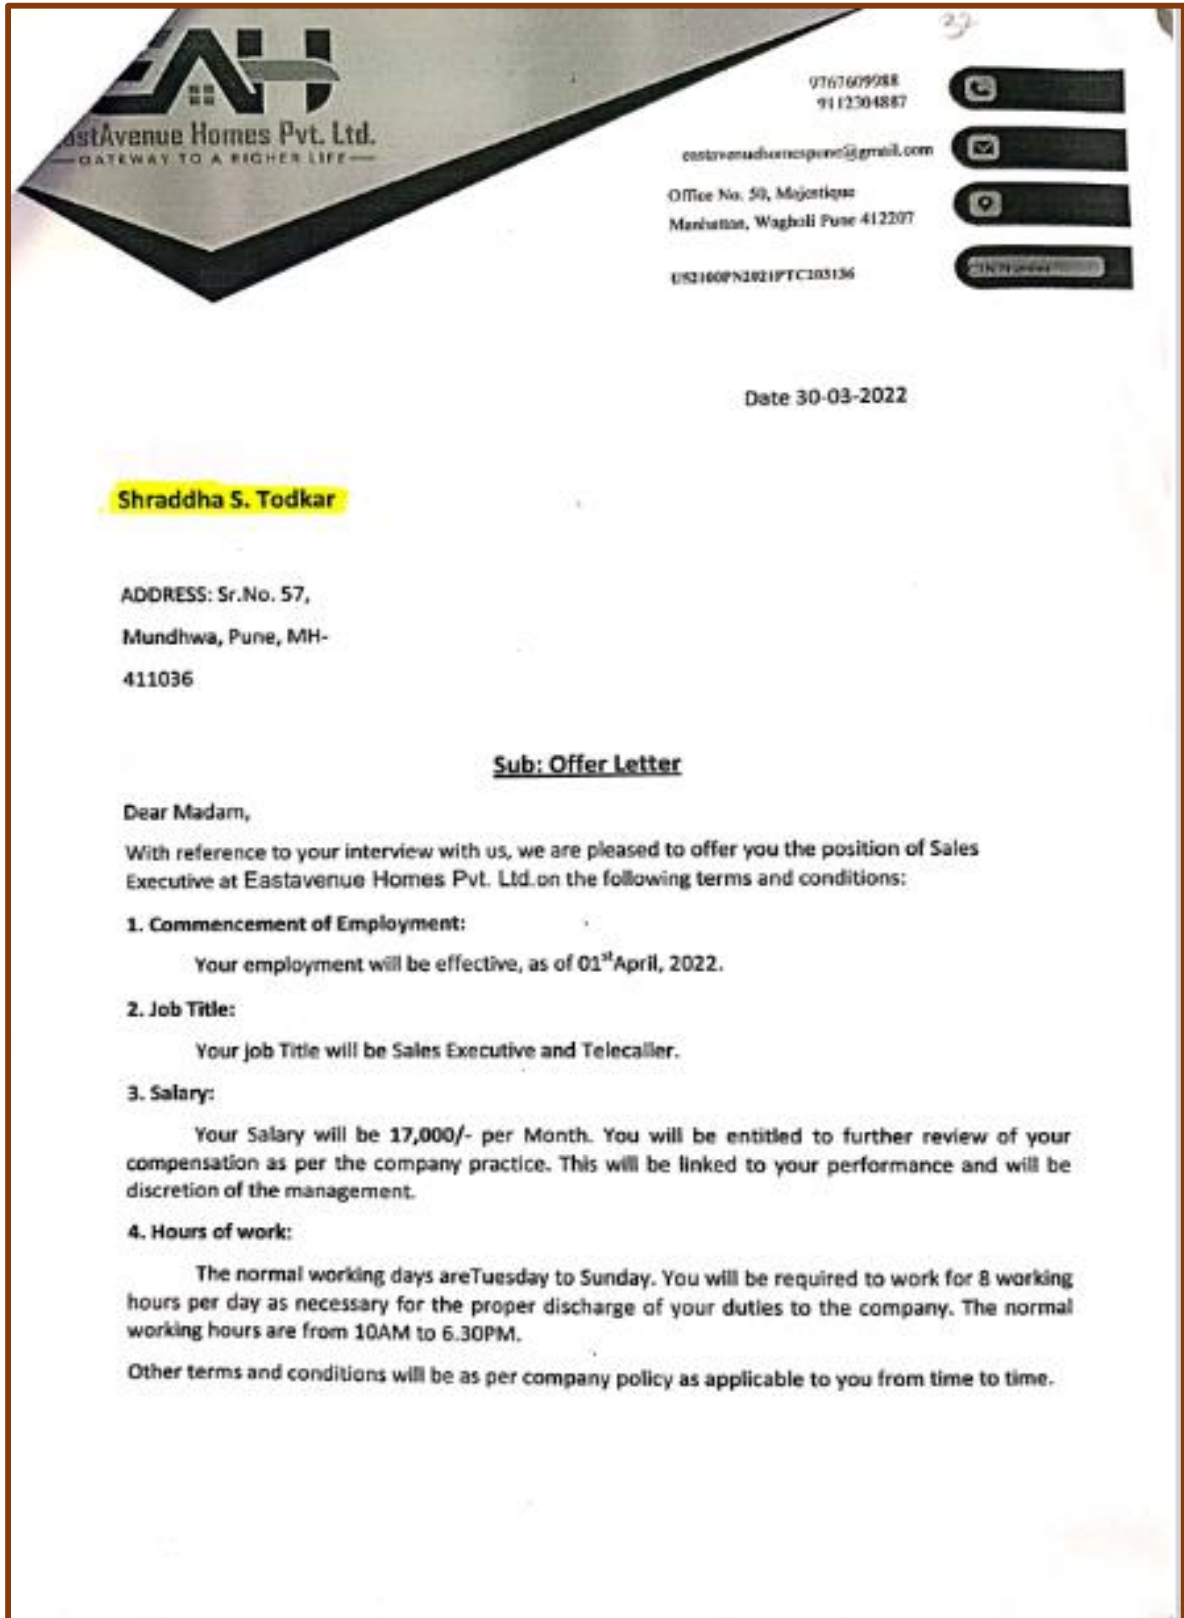 32
EAH
EastAvenue Homes Pvt. Ltd.
GATEWAY TO A HIGHER LIFE
9767609988
9112304887
eastavenuehomespune@gmail.com
Office No. 50, Majestique
Manhattan, Wagholi Pune 412207
Date 30-03-2022
Shraddha S. Todkar
ADDRESS: Sr.No. 57,
Mundhwa, Pune, MH-
411036
Sub: Offer Letter
Dear Madam,
With reference to your interview with us, we are pleased to offer you the position of Sales
Executive at Eastavenue Homes Pvt. Ltd.on the following terms and conditions:
1. Commencement of Employment:
Your employment will be effective, as of 01st April, 2022.
2. Job Title:
Your job Title will be Sales Executive and Telecaller.
3. Salary:
Your Salary will be 17,000/- per Month. You will be entitled to further review of your
compensation as per the company practice. This will be linked to your performance and will be
discretion of the management.
4. Hours of work:
The normal working days areTuesday to Sunday. You will be required to work for 8 working
hours per day as necessary for the proper discharge of your duties to the company. The normal
working hours are from 10AM to 6.30PM.
Other terms and conditions will be as per company policy as applicable to you from time to time.